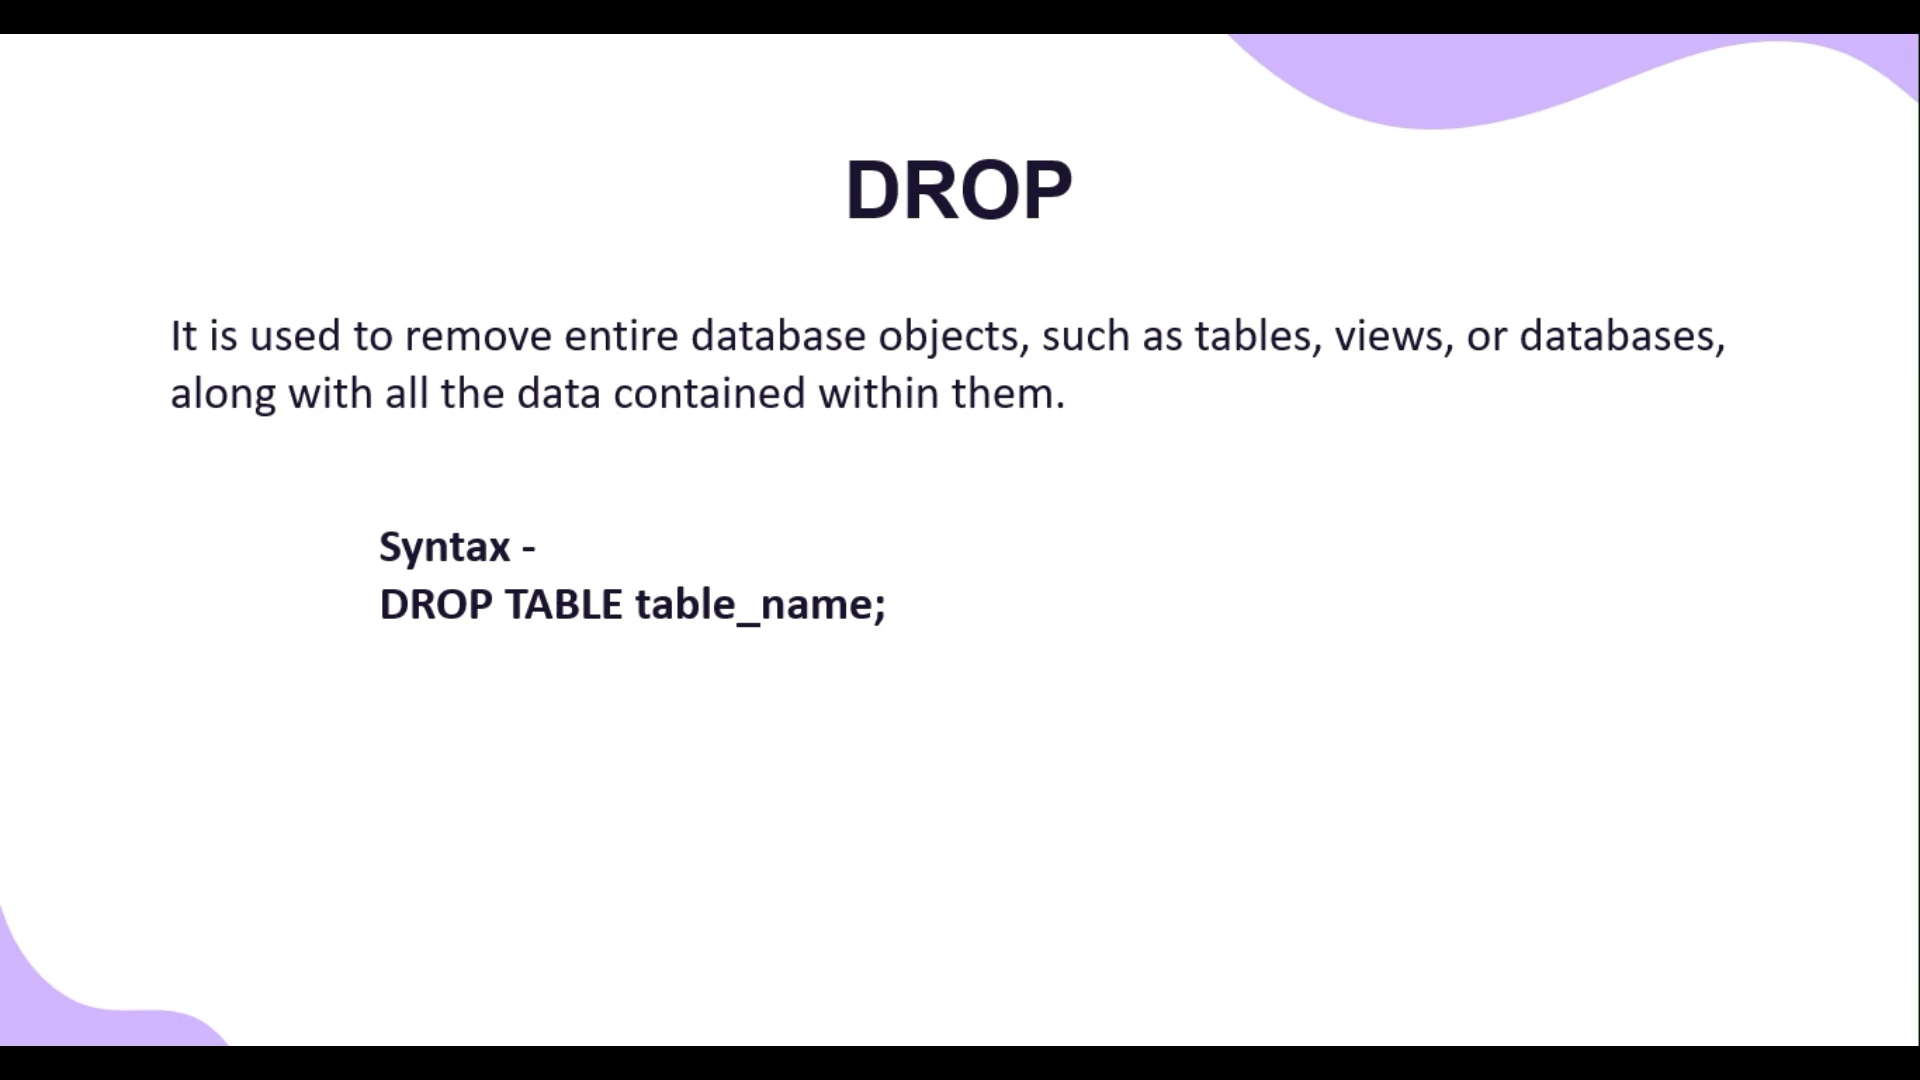 DROP
It is used to remove entire database objects, such as tables, views, or databases,
along with all the data contained within them.
Syntax -
DROP TABLE table_name;